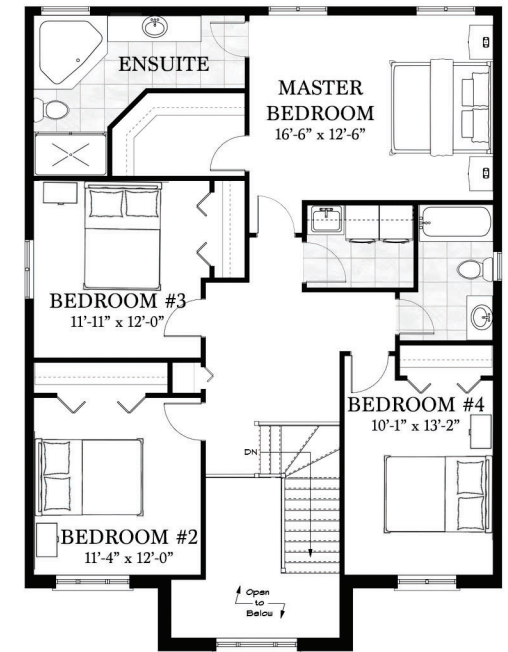 ENSUITE
MASTER
BEDROOM
16'-6" x 12'-6"
BEDROOM #3
11'-11" x 12'-0"
BEDROOM #4
10'-1" x 13'-2"
DN
BEDROOM #2
11'-4" x 12'-0"
Open
to
Below